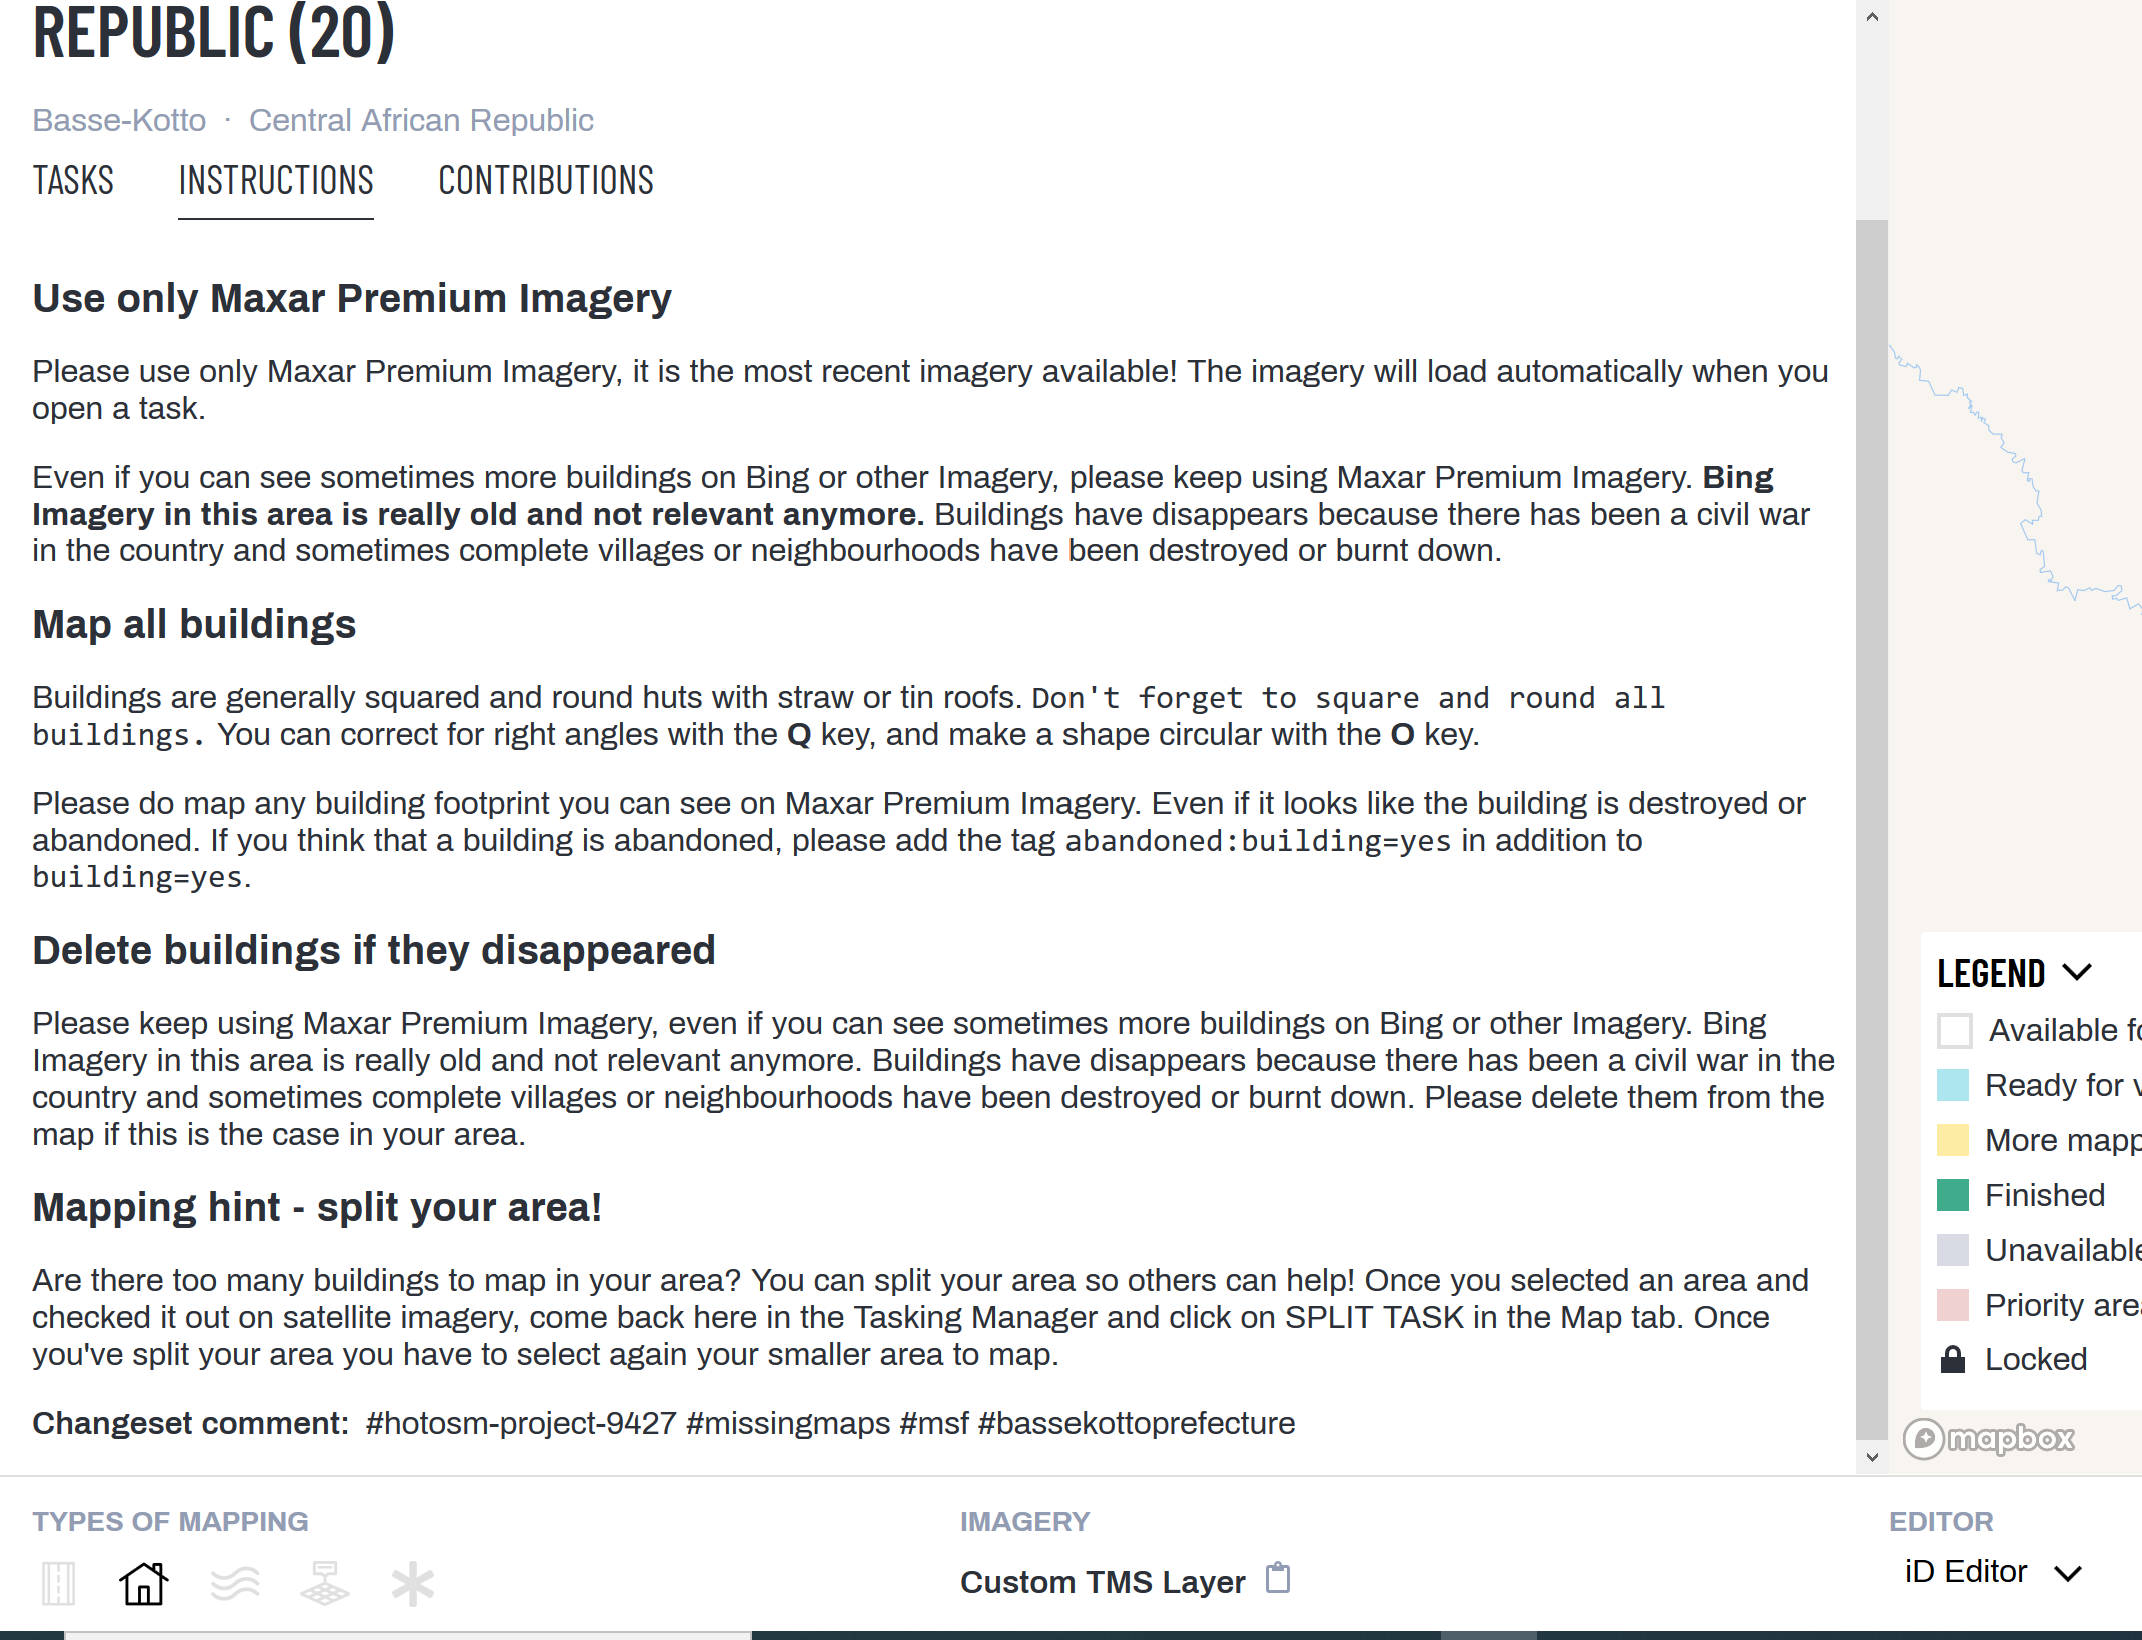 REPUBLIC (20)
Basse-Kotto · Central African Republic
TASKS INSTRUCTIONS CONTRIBUTIONS
Use only Maxar Premium Imagery
Please use only Maxar Premium Imagery, it is the most recent imagery available! The imagery will load automatically when you
open a task.
Even if you can see sometimes more buildings on Bing or other Imagery, please keep using Maxar Premium Imagery. Bing
Imagery in this area is really old and not relevant anymore. Buildings have disappears because there has been a civil war
in the country and sometimes complete villages or neighbourhoods have been destroyed or burnt down.
Map all buildings
Buildings are generally squared and round huts with straw or tin roofs. Don't forget to square and round all
buildings. You can correct for right angles with the Q key, and make a shape circular with the O key.
Please do map any building footprint you can see on Maxar Premium Imagery. Even if it looks like the building is destroyed or
abandoned. If you think that a building is abandoned, please add the tag abandoned:building=yes in addition to
building=yes.
Delete buildings if they disappeared
Please keep using Maxar Premium Imagery, even if you can see sometimes more buildings on Bing or other Imagery. Bing
Imagery in this area is really old and not relevant anymore. Buildings have disappears because there has been a civil war in the
country and sometimes complete villages or neighbourhoods have been destroyed or burnt down. Please delete them from the
map if this is the case in your area.
Mapping hint - split your area!
Are there too many buildings to map in your area? You can split your area so others can help! Once you selected an area and
checked it out on satellite imagery, come back here in the Tasking Manager and click on SPLIT TASK in the Map tab. Once
you've split your area you have to select again your smaller area to map.
Changeset comment: #hotosm-project-9427 #missingmaps #msf #bassekottoprefecture
LEGEND
Available
Ready for
More
Finished
Unavailable
Priority
Locked
mapbox
TYPES OF MAPPING
IMAGERY
Custom TMS Layer
EDITOR
iD Editor